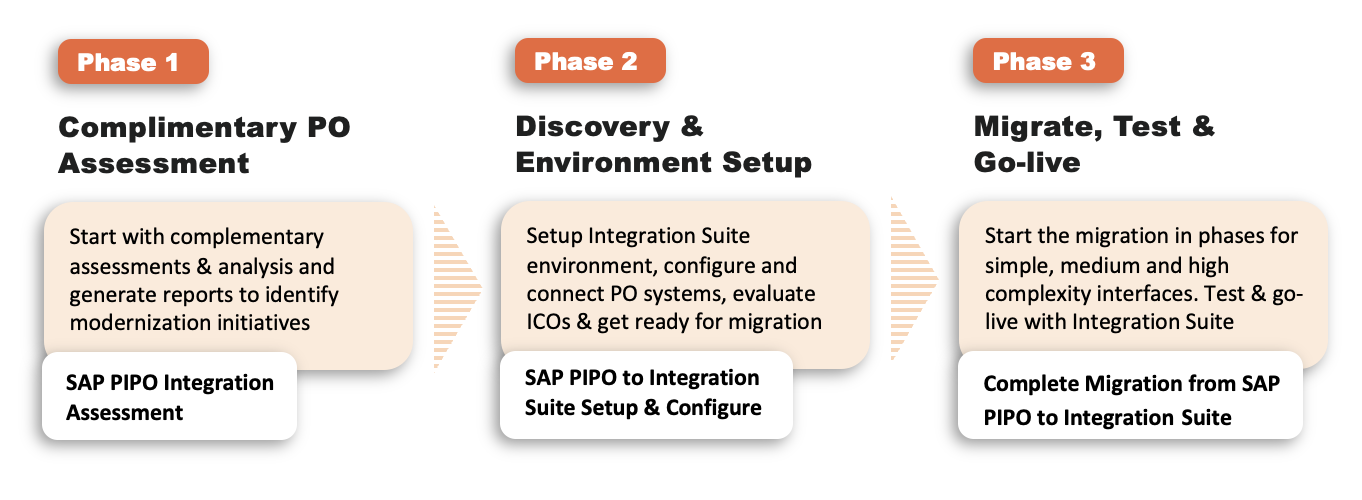 Phase 1
Complimentary PO
Assessment
Start with complementary
assessments & analysis and
generate reports to identify
modernization initiatives
SAP PIPO Integration
Assessment
Phase 2
Discovery &
Environment Setup
Setup Integration Suite
environment, configure and
connect PO systems, evaluate
ICOs & get ready for migration
SAP PIPO to Integration
Suite Setup & Configure
Phase 3
Migrate, Test &
Go-live
Start the migration in phases for
simple, medium and high
complexity interfaces. Test & go-
live with Integration Suite
Complete Migration from SAP
PIPO to Integration Suite